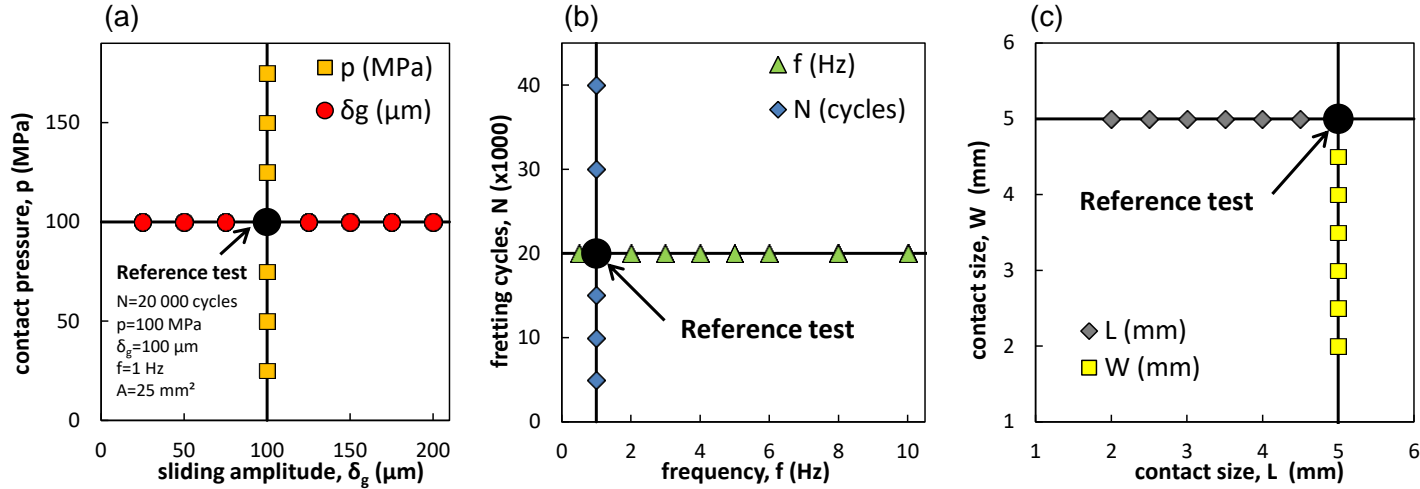 (a)
p (MPa)
δg (μm)
contact pressure, p (MPa)
150
100
50
0
Reference test
N=20 000 cycles
p=100 MPa
δg=100 μm
f=1 Hz
A=25 mm²
0 50 100 150 200
sliding amplitude, δg (μm)
(b)
f (Hz)
N (cycles)
fretting cycles, N (x1000)
40
30
20
10
0
Reference test
0 2 4 6 8 10
frequency, f (Hz)
(c)
contact size, W (mm)
6
5
4
3
2
1
Reference test
L (mm)
W (mm)
1 2 3 4 5 6
contact size, L (mm)